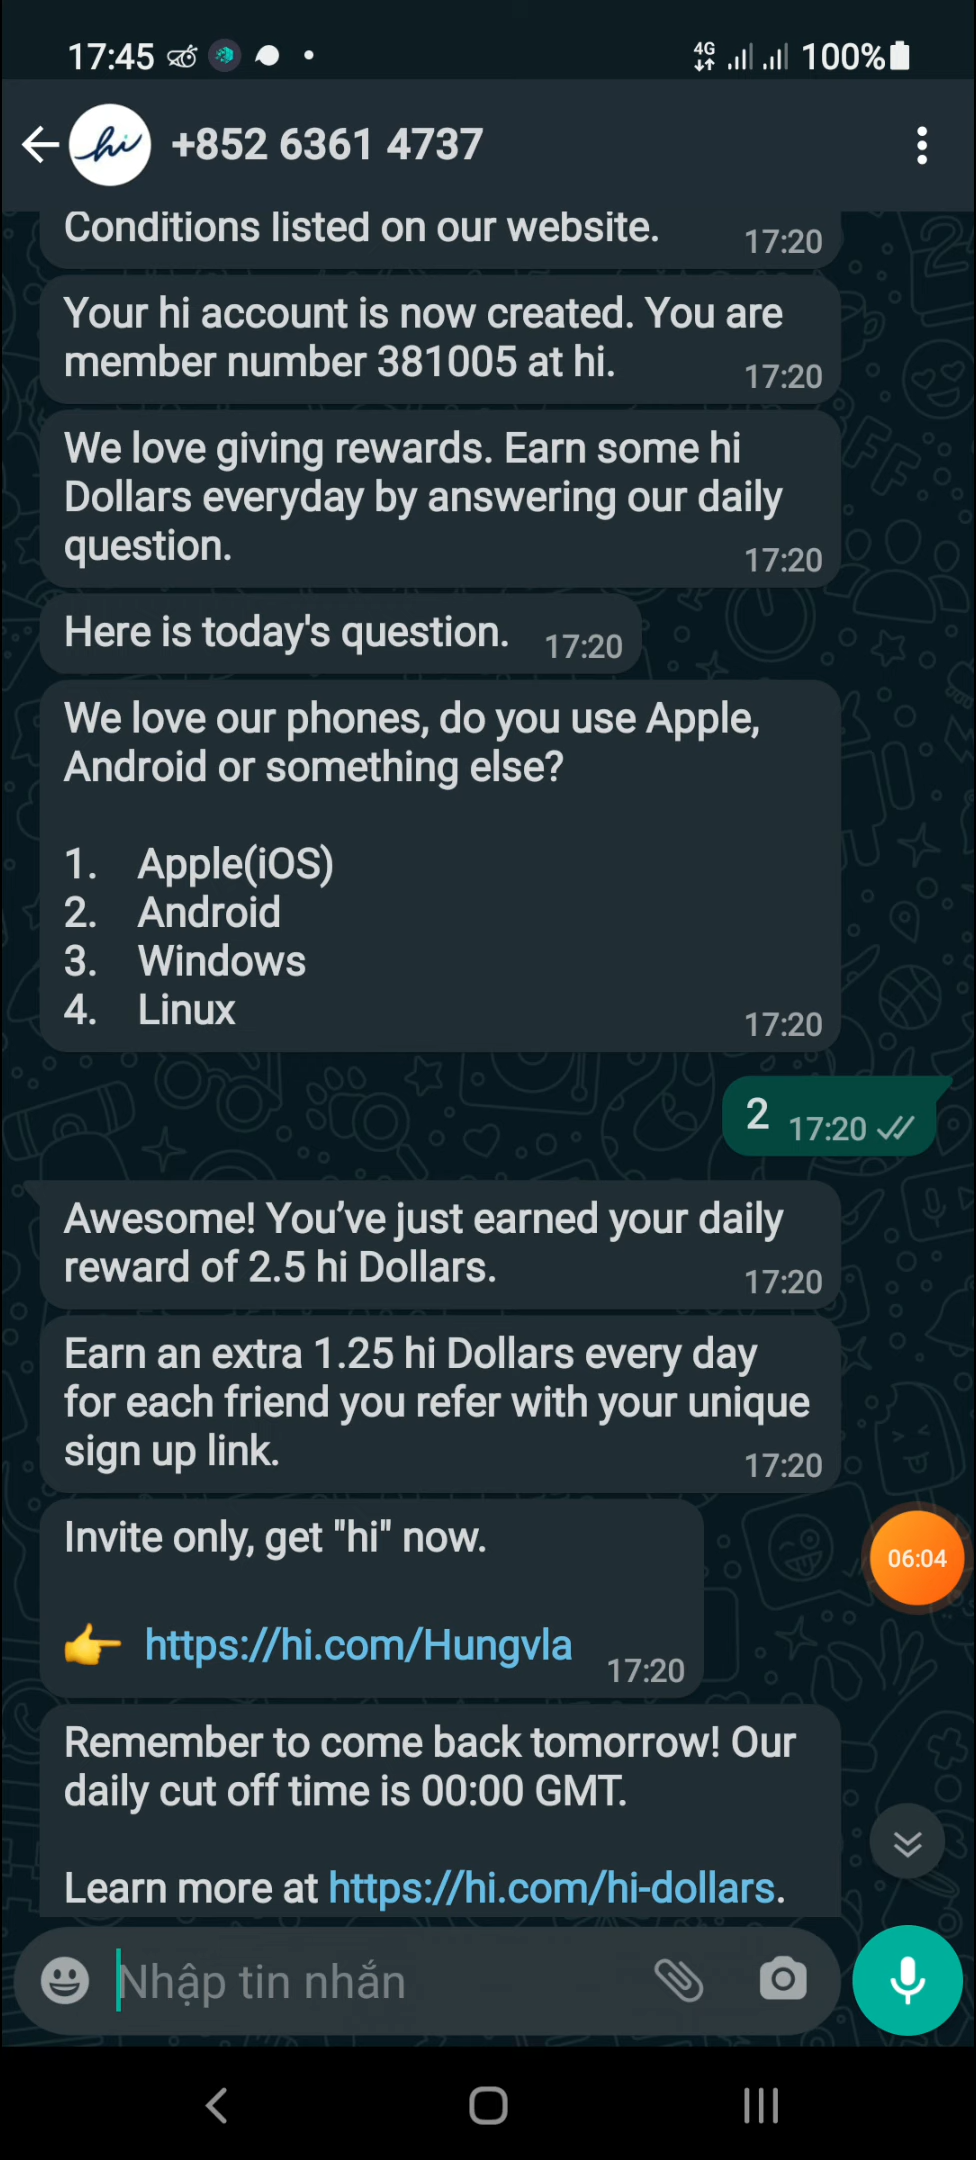 17:45
4G
100%
hi
+852 6361 4737
Conditions listed on our website.
17:20
Your hi account is now created. You are
member number 381005 at hi.
17:20
We love giving rewards. Earn some hi
Dollars everyday by answering our daily
question.
17:20
Here is today's question.
17:20
We love our phones, do you use Apple,
Android or something else?
1. Apple(iOS)
2. Android
3. Windows
4. Linux
17:20
2
17:20
Awesome! You’ve just earned your daily
reward of 2.5 hi Dollars.
17:20
Earn an extra 1.25 hi Dollars every day
for each friend you refer with your unique
sign up link.
17:20
Invite only, get "hi" now.
👉 https://hi.com/Hungvla
17:20
06:04
Remember to come back tomorrow! Our
daily cut off time is 00:00 GMT.
Learn more at https://hi.com/hi-dollars.
Nhập tin nhắn